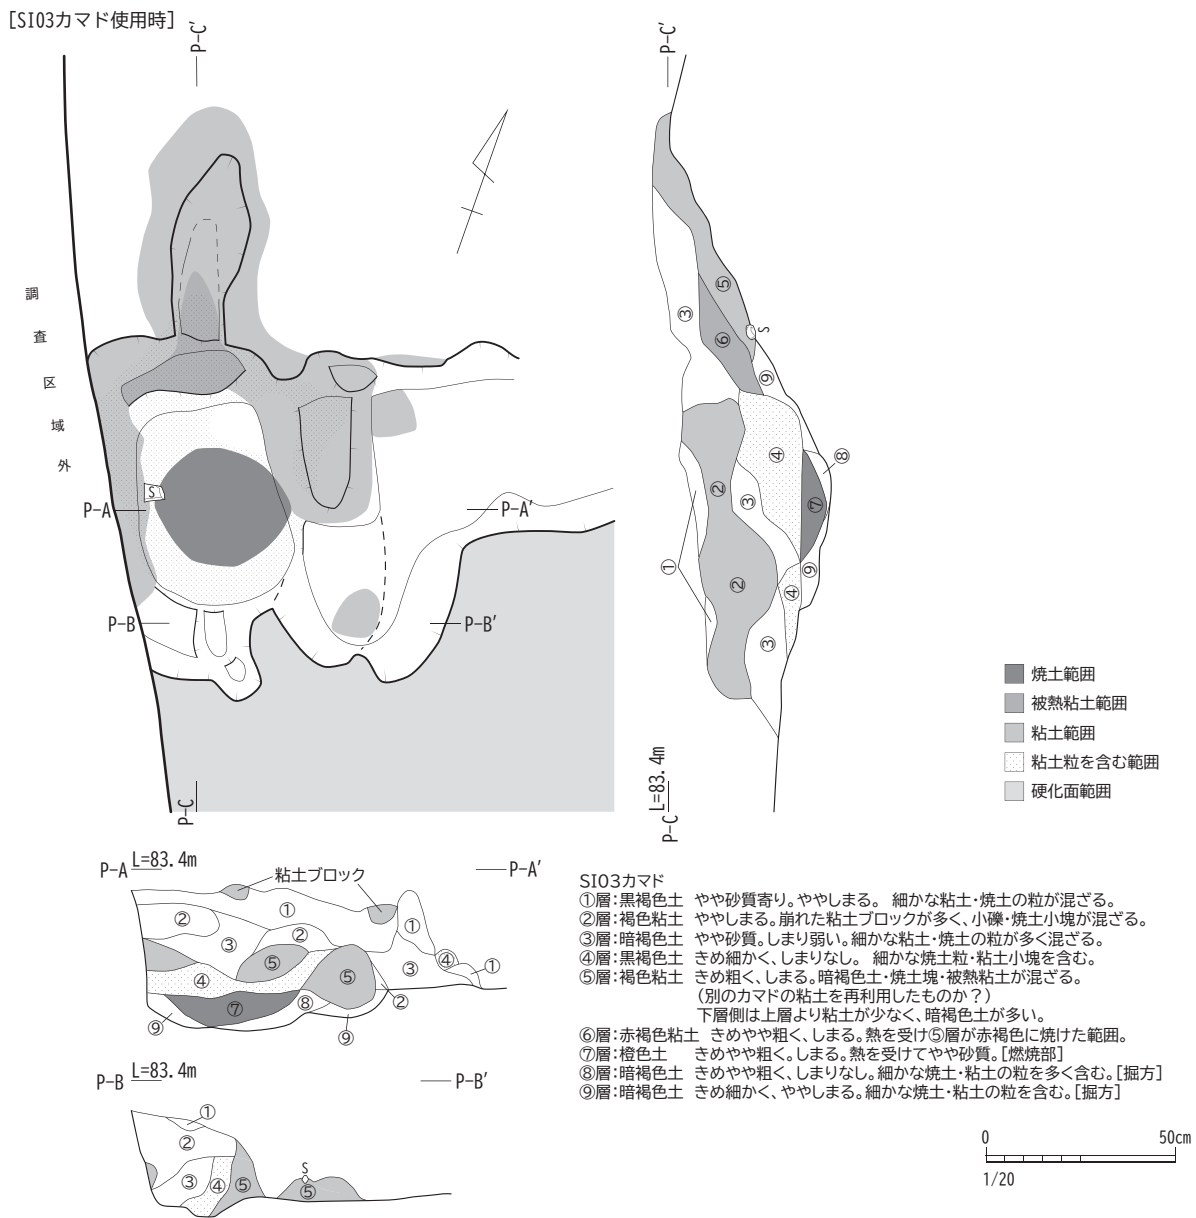 [SI03カマド使用時]
P-C'
P-C'
調査区域外
⑤
③
⑥
S
⑨
④
⑧
②
③
⑦
S
P-A
P-A'
①
⑨
②
④
P-B
P-B'
③
焼土範囲
被熱粘土範囲
粘土範囲
粘土粒を含む範囲
硬化面範囲
P-C
P-C L=83.4m
P-A L=83.4m
P-A'
粘土ブロック
①
②
①
②
③
⑤
④
⑤
③
④
①
⑦
⑧
②
⑨
⑨
P-B L=83.4m
P-B'
①
②
③
④
⑤
S
⑤
SI03カマド
①層:黒褐色土 やや砂質寄り。ややしまる。 細かな粘土・焼土の粒が混ざる。
②層:褐色粘土 ややしまる。崩れた粘土ブロックが多く、小礫・焼土小塊が混ざる。
③層:暗褐色土 やや砂質。しまり弱い。細かな粘土・焼土の粒が多く混ざる。
④層:黒褐色土 きめ細かく、しまりなし。 細かな焼土粒・粘土小塊を含む。
⑤層:褐色粘土 きめ粗く、しまる。暗褐色土・焼土塊・被熱粘土が混ざる。
(別のカマドの粘土を再利用したものか?)
下層側は上層より粘土が少なく、暗褐色土が多い。
⑥層:赤褐色粘土 きめやや粗く、しまる。熱を受け⑤層が赤褐色に焼けた範囲。
⑦層:橙色土 きめやや粗く。しまる。熱を受けてやや砂質。[燃焼部]
⑧層:暗褐色土 きめやや粗く、しまりなし。細かな焼土・粘土の粒を多く含む。[掘方]
⑨層:暗褐色土 きめ細かく、ややしまる。細かな焼土・粘土の粒を含む。[掘方]
0 50cm
1/20